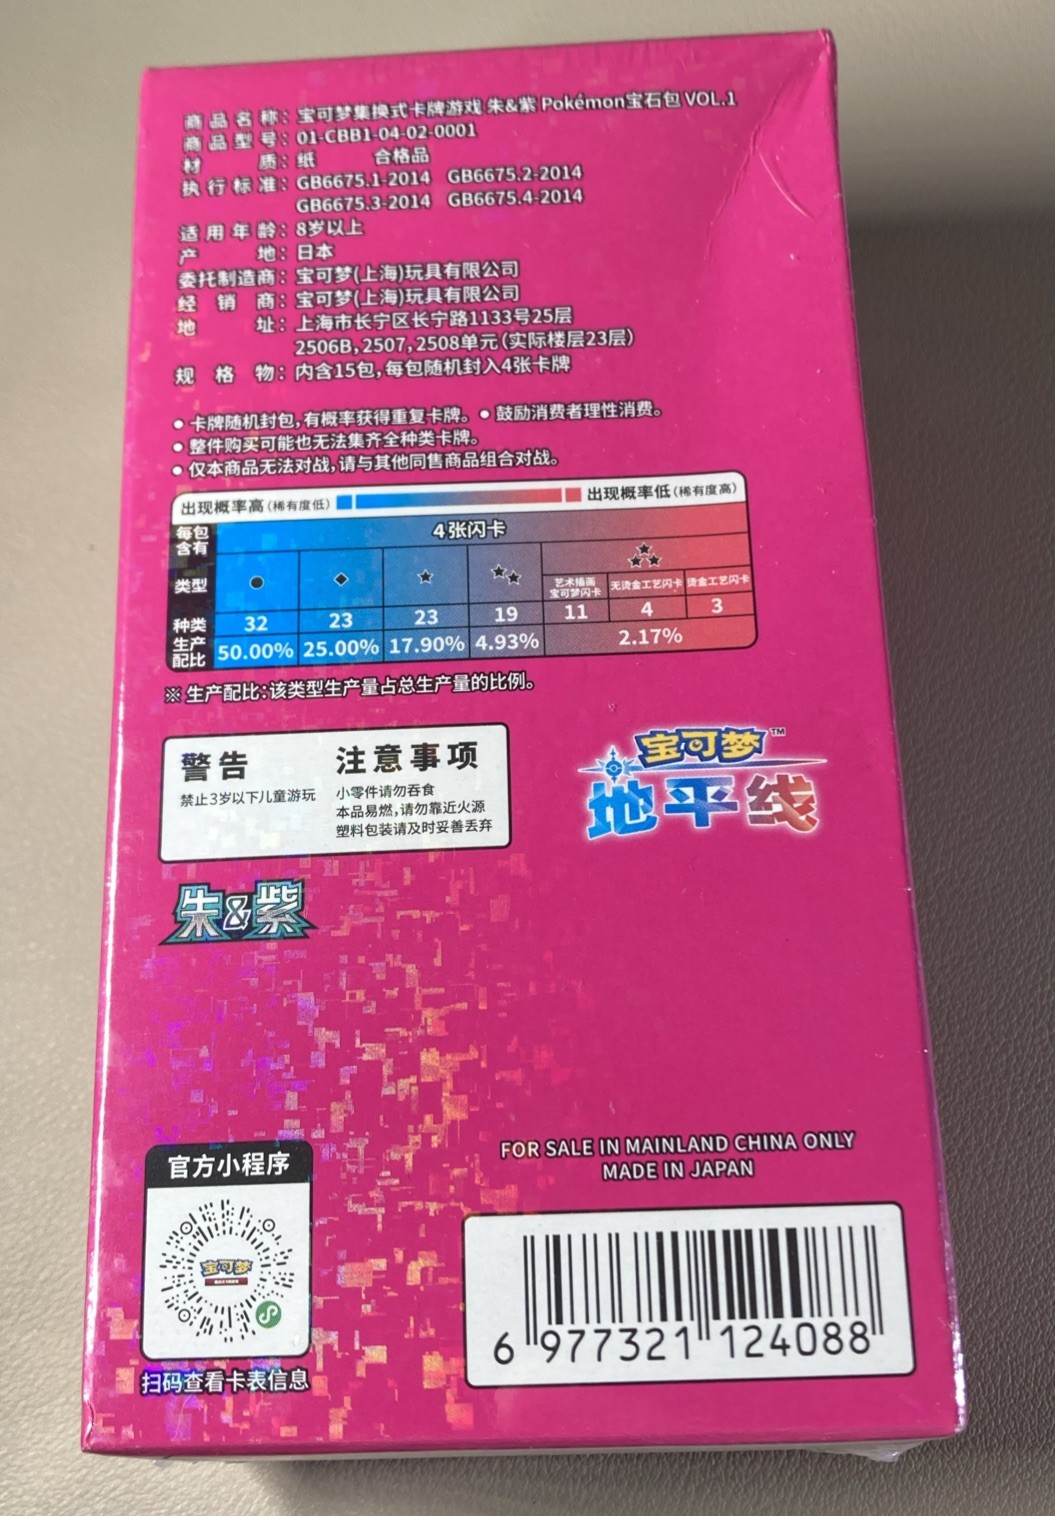 商品名称：宝可梦集换式卡牌游戏 朱&紫 Pokémon宝石包 VOL.1
商品型号：01-CBB1-04-02-0001
材质：纸 合格品
执行标准：GB6675.1-2014 GB6675.2-2014
GB6675.3-2014 GB6675.4-2014
适用年龄：8岁以上
产地：日本
委托制造商：宝可梦(上海)玩具有限公司
经销商：宝可梦(上海)玩具有限公司
地址：上海市长宁区长宁路1133号25层
2506B,2507,2508单元(实际楼层23层)
规格物：内含15包,每包随机封入4张卡牌
●卡牌随机封包,有概率获得重复卡牌。●鼓励消费者理性消费。
●整件购买可能也无法集齐全种类卡牌。
●仅本商品无法对战,请与其他同售商品组合对战。
出现概率高(稀有度低) 出现概率低(稀有度高)
每包含有 4张闪卡
类型 ● ◆ ★ ★★ ★★★
艺术插画宝可梦闪卡 无烫金工艺闪卡 烫金工艺闪卡
种类 32 23 23 19 11 4 3
生产配比 50.00% 25.00% 17.90% 4.93% 2.17%
※ 生产配比:该类型生产量占总生产量的比例。
警告
禁止3岁以下儿童游玩
注意事项
小零件请勿吞食
本品易燃,请勿靠近火源
塑料包装请及时妥善丢弃
宝可梦™
地平线
朱&紫
官方小程序
宝可梦
扫码查看卡表信息
FOR SALE IN MAINLAND CHINA ONLY
MADE IN JAPAN
6 977321 124088